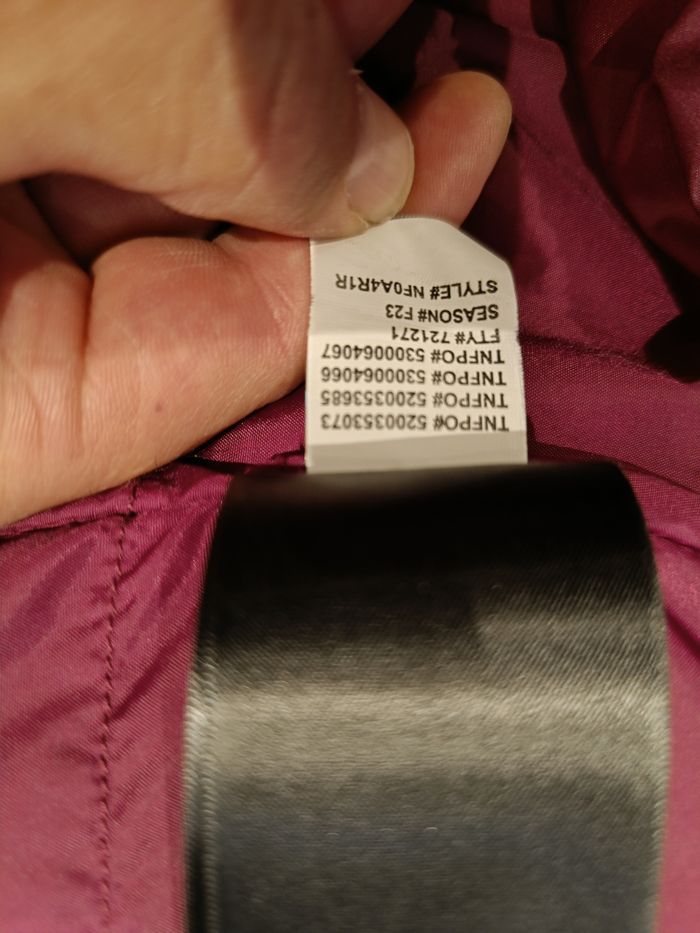 TNFPO# 5200353073
TNFPO# 5200353685
TNFPO# 5300064066
TNFPO# 5300064067
FTY# 721271
SEASON# F23
STYLE# NF0A4R1R